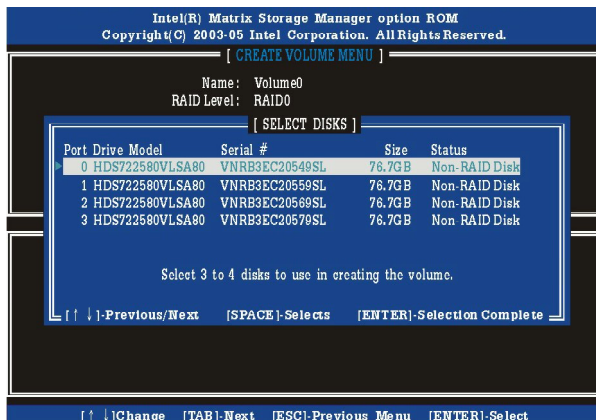 Intel(R) Matrix Storage Manager option ROM
Copyright(C) 2003-05 Intel Corporation. All Rights Reserved.
[ CREATE VOLUME MENU ]
Name: Volume0
RAID Level: RAID0
[ SELECT DISKS ]
Port Drive Model Serial # Size Status
0 HDS722580VLSA80 VNRB3EC20549SL 76.7GB Non-RAID Disk
1 HDS722580VLSA80 VNRB3EC20559SL 76.7GB Non-RAID Disk
2 HDS722580VLSA80 VNRB3EC20569SL 76.7GB Non-RAID Disk
3 HDS722580VLSA80 VNRB3EC20579SL 76.7GB Non-RAID Disk
Select 3 to 4 disks to use in creating the volume.
[↑ ↓]-Previous/Next [SPACE]-Selects [ENTER]-Selection Complete
[↑ ↓]Change [TAB]-Next [ESC]-Previous Menu [ENTER]-Select